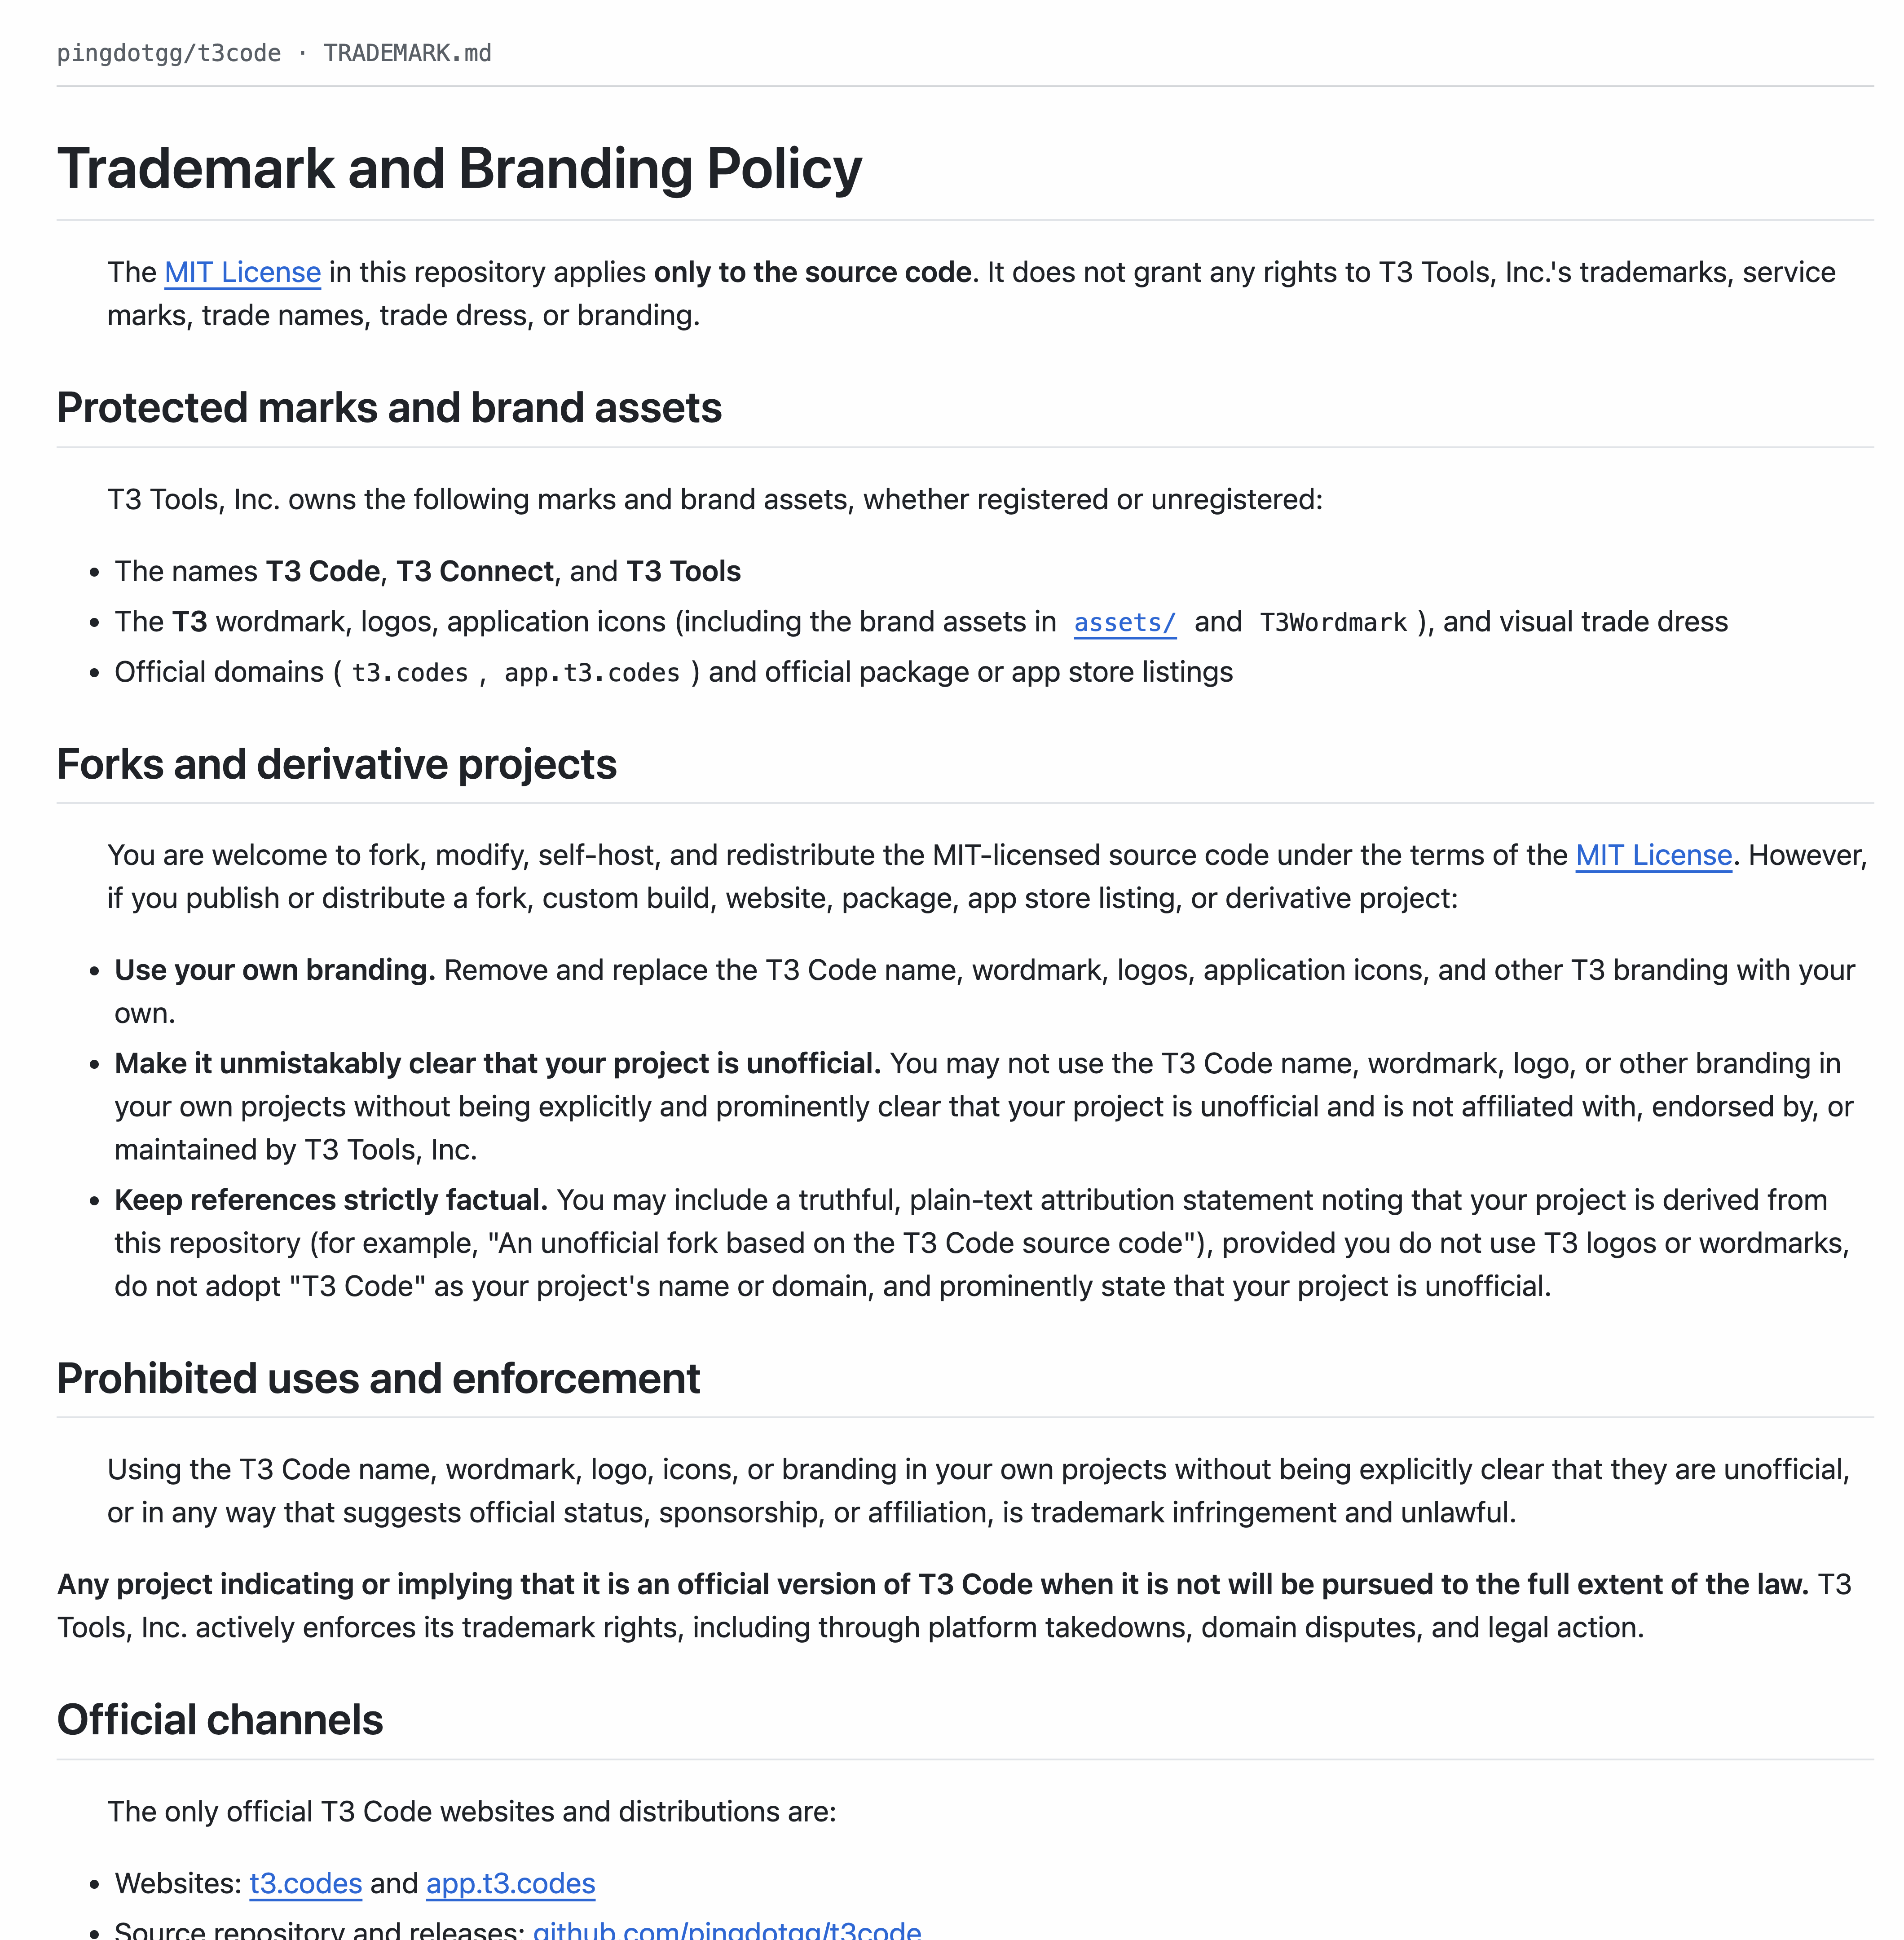 pingdotgg/t3code · TRADEMARK.md
Trademark and Branding Policy
The MIT License in this repository applies only to the source code. It does not grant any rights to T3 Tools, Inc.'s trademarks, service
marks, trade names, trade dress, or branding.
Protected marks and brand assets
T3 Tools, Inc. owns the following marks and brand assets, whether registered or unregistered:
• The names T3 Code, T3 Connect, and T3 Tools
• The T3 wordmark, logos, application icons (including the brand assets in assets/ and T3Wordmark ), and visual trade dress
• Official domains ( t3.codes , app.t3.codes ) and official package or app store listings
Forks and derivative projects
You are welcome to fork, modify, self-host, and redistribute the MIT-licensed source code under the terms of the MIT License. However,
if you publish or distribute a fork, custom build, website, package, app store listing, or derivative project:
• Use your own branding. Remove and replace the T3 Code name, wordmark, logos, application icons, and other T3 branding with your
own.
• Make it unmistakably clear that your project is unofficial. You may not use the T3 Code name, wordmark, logo, or other branding in
your own projects without being explicitly and prominently clear that your project is unofficial and is not affiliated with, endorsed by, or
maintained by T3 Tools, Inc.
• Keep references strictly factual. You may include a truthful, plain-text attribution statement noting that your project is derived from
this repository (for example, "An unofficial fork based on the T3 Code source code"), provided you do not use T3 logos or wordmarks,
do not adopt "T3 Code" as your project's name or domain, and prominently state that your project is unofficial.
Prohibited uses and enforcement
Using the T3 Code name, wordmark, logo, icons, or branding in your own projects without being explicitly clear that they are unofficial,
or in any way that suggests official status, sponsorship, or affiliation, is trademark infringement and unlawful.
Any project indicating or implying that it is an official version of T3 Code when it is not will be pursued to the full extent of the law. T3
Tools, Inc. actively enforces its trademark rights, including through platform takedowns, domain disputes, and legal action.
Official channels
The only official T3 Code websites and distributions are:
• Websites: t3.codes and app.t3.codes
• Source repository and releases: github.com/pingdotgg/t3code